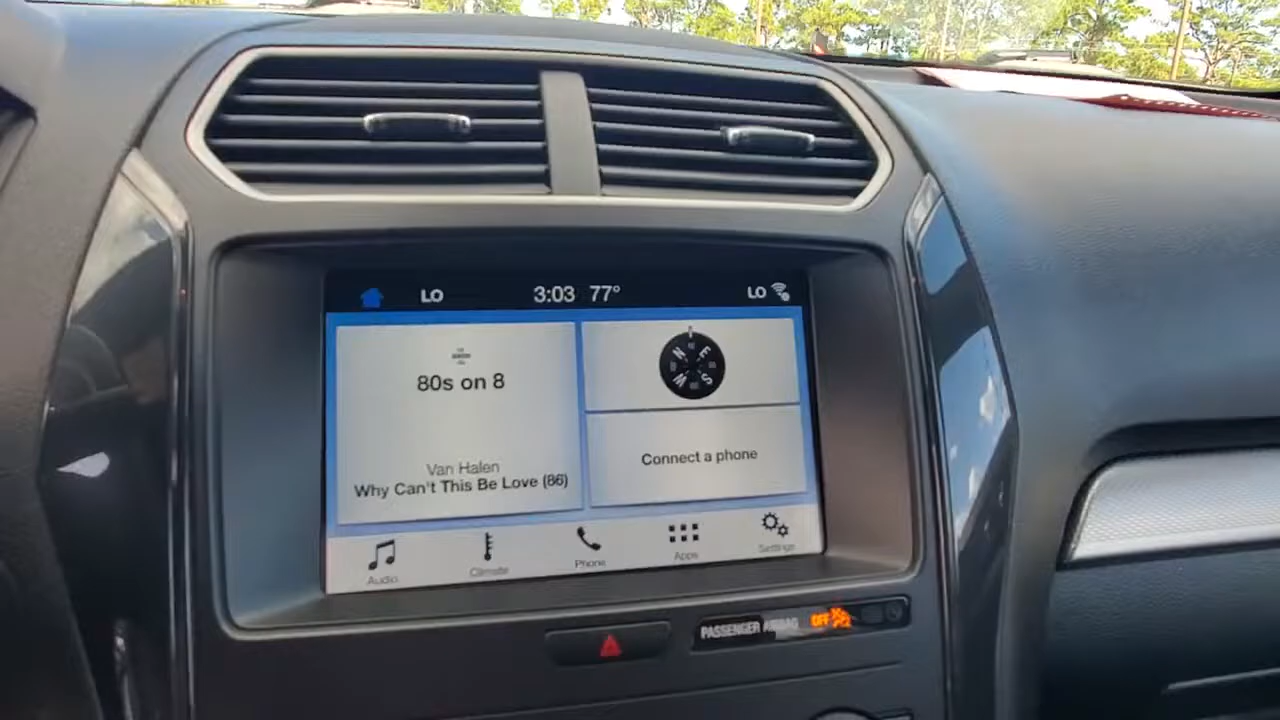 LO 3:03 77° LO
80s on 8
Van Halen
Why Can't This Be Love (86)
N E
W S
Connect a phone
Audio Climate Phone Apps Settings
PASSENGER AIRBAG OFF